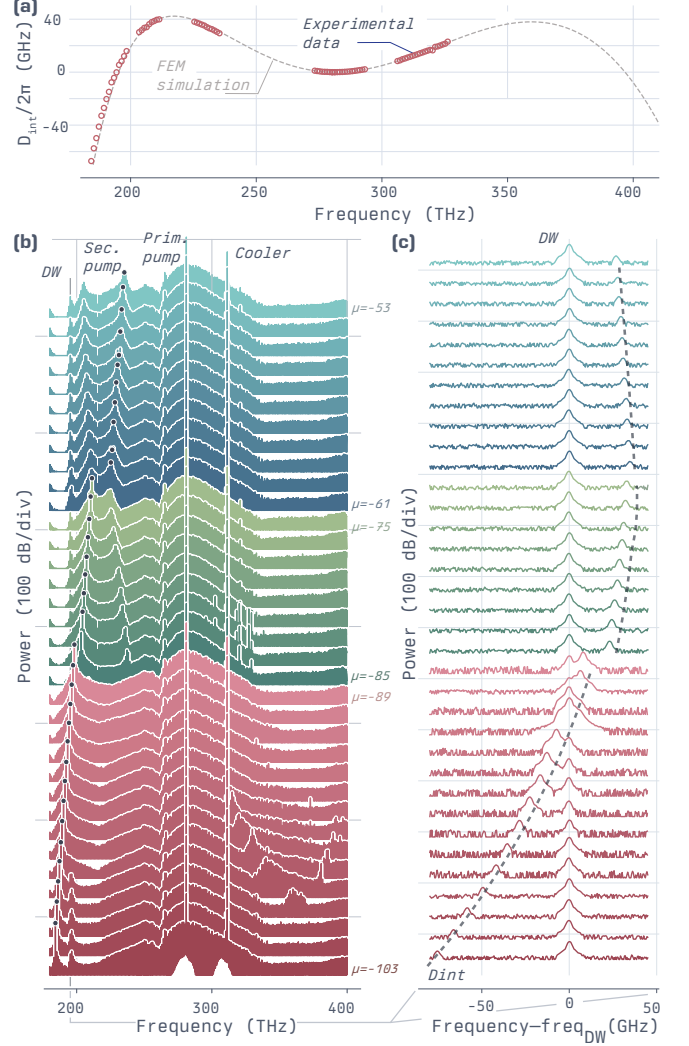 (a)
40
0
-40
D_int/2π (GHz)
Experimental
data
FEM
simulation
200
250
300
350
400
Frequency (THz)
(b)
DW
Sec.
pump
Prim.
pump
Cooler
μ=-53
μ=-61
μ=-75
μ=-85
μ=-89
μ=-103
Power (100 dB/div)
200
300
400
Frequency (THz)
(c)
DW
Power (100 dB/div)
Dint
-50
0
50
Frequency—freq_DW(GHz)